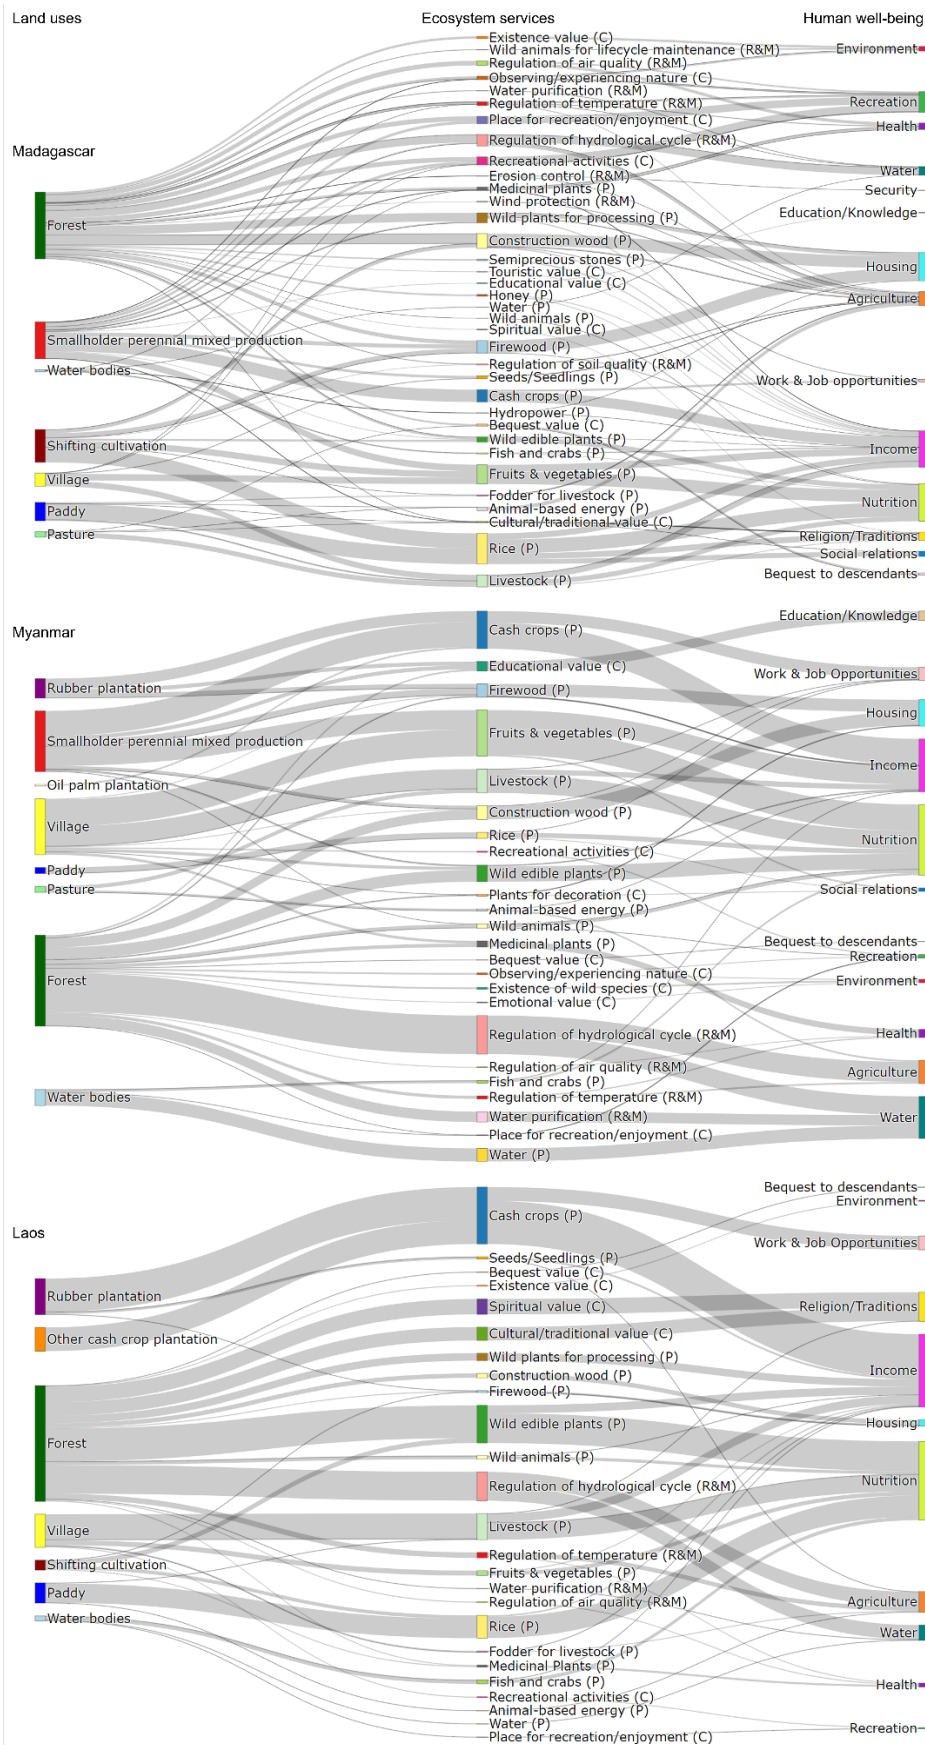 Land uses
Ecosystem services
Human well-being
Madagascar
Forest
Smallholder perennial mixed production
Water bodies
Shifting cultivation
Village
Paddy
Pasture
Existence value (C)
Wild animals for lifecycle maintenance (R&M)
Regulation of air quality (R&M)
Observing/experiencing nature (C)
Water purification (R&M)
Regulation of temperature (R&M)
Place for recreation/enjoyment (C)
Regulation of hydrological cycle (R&M)
Recreational activities (C)
Erosion control (R&M)
Medicinal plants (P)
Wind protection (R&M)
Wild plants for processing (P)
Construction wood (P)
Semiprecious stones (P)
Touristic value (C)
Educational value (C)
Honey (P)
Water (P)
Wild animals (P)
Spiritual value (C)
Firewood (P)
Regulation of soil quality (R&M)
Seeds/Seedlings (P)
Cash crops (P)
Hydropower (P)
Bequest value (C)
Wild edible plants (P)
Fish and crabs (P)
Fruits & vegetables (P)
Fodder for livestock (P)
Animal-based energy (P)
Cultural/traditional value (C)
Rice (P)
Livestock (P)
Environment
Recreation
Health
Water
Security
Education/Knowledge
Housing
Agriculture
Work & Job opportunities
Income
Nutrition
Religion/Traditions
Social relations
Bequest to descendants
Myanmar
Rubber plantation
Smallholder perennial mixed production
Oil palm plantation
Village
Paddy
Pasture
Forest
Water bodies
Cash crops (P)
Educational value (C)
Firewood (P)
Fruits & vegetables (P)
Livestock (P)
Construction wood (P)
Rice (P)
Recreational activities (C)
Wild edible plants (P)
Plants for decoration (C)
Animal-based energy (P)
Wild animals (P)
Medicinal plants (P)
Bequest value (C)
Observing/experiencing nature (C)
Existence of wild species (C)
Emotional value (C)
Regulation of hydrological cycle (R&M)
Regulation of air quality (R&M)
Fish and crabs (P)
Regulation of temperature (R&M)
Water purification (R&M)
Place for recreation/enjoyment (C)
Water (P)
Education/Knowledge
Work & Job Opportunities
Housing
Income
Nutrition
Social relations
Bequest to descendants
Recreation
Environment
Health
Agriculture
Water
Laos
Rubber plantation
Other cash crop plantation
Forest
Village
Shifting cultivation
Paddy
Water bodies
Cash crops (P)
Seeds/Seedlings (P)
Bequest value (C)
Existence value (C)
Spiritual value (C)
Cultural/traditional value (C)
Wild plants for processing (P)
Construction wood (P)
Firewood (P)
Wild edible plants (P)
Wild animals (P)
Regulation of hydrological cycle (R&M)
Livestock (P)
Regulation of temperature (R&M)
Fruits & vegetables (P)
Water purification (R&M)
Regulation of air quality (R&M)
Rice (P)
Fodder for livestock (P)
Medicinal Plants (P)
Fish and crabs (P)
Recreational activities (C)
Animal-based energy (P)
Water (P)
Place for recreation/enjoyment (C)
Bequest to descendants
Environment
Work & Job Opportunities
Religion/Traditions
Income
Housing
Nutrition
Agriculture
Water
Health
Recreation